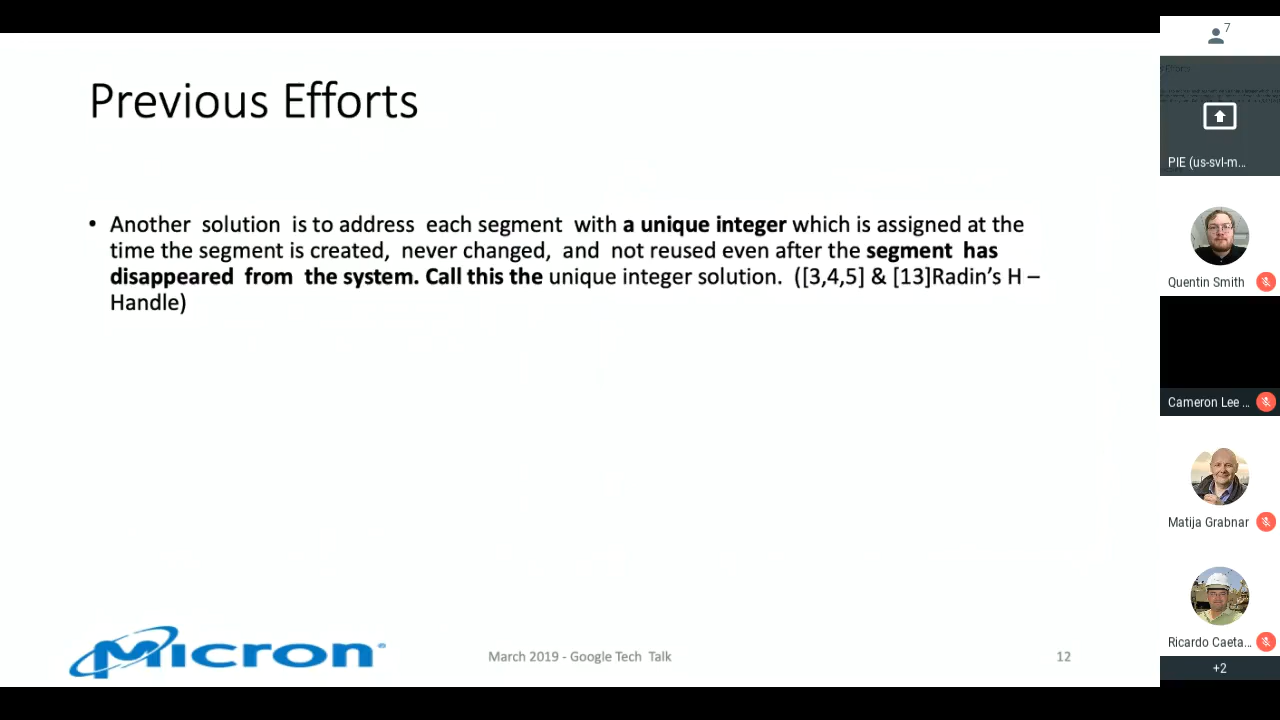 Previous Efforts
• Another solution is to address each segment with a unique integer which is assigned at the
time the segment is created, never changed, and not reused even after the segment has
disappeared from the system. Call this the unique integer solution. ([3,4,5] & [13]Radin's H –
Handle)
Micron®
March 2019 - Google Tech Talk
12
7
PIE (us-svl-m...
Quentin Smith
Cameron Lee ...
Matija Grabnar
Ricardo Caeta...
+2